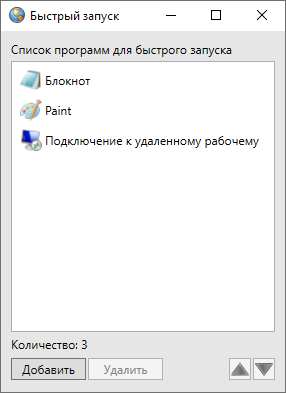 Быстрый запуск
Список программ для быстрого запуска
Блокнот
Paint
Подключение к удаленному рабочему
Количество: 3
Добавить
Удалить